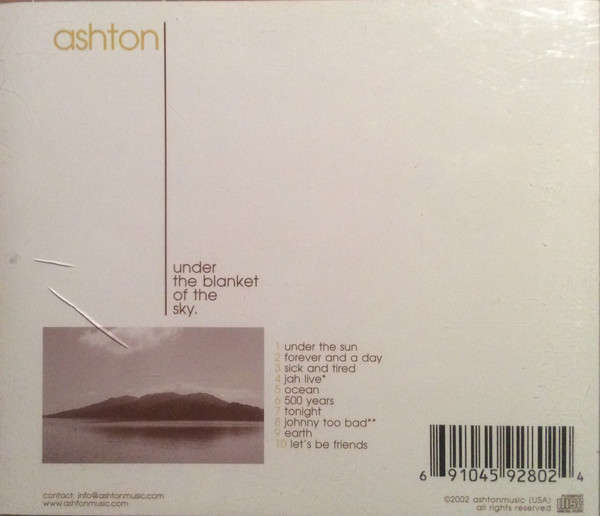 ashton
under
the blanket
of the
sky.
1 under the sun
2 forever and a day
3 sick and tired
4 jah live*
5 ocean
6 500 years
7 tonight
8 johnny too bad**
9 earth
10 let's be friends
6 91045 92802 4
contact: info@ashtonmusic.com
www.ashtonmusic.com
©2002 ashtonmusic (USA)
all rights reserved